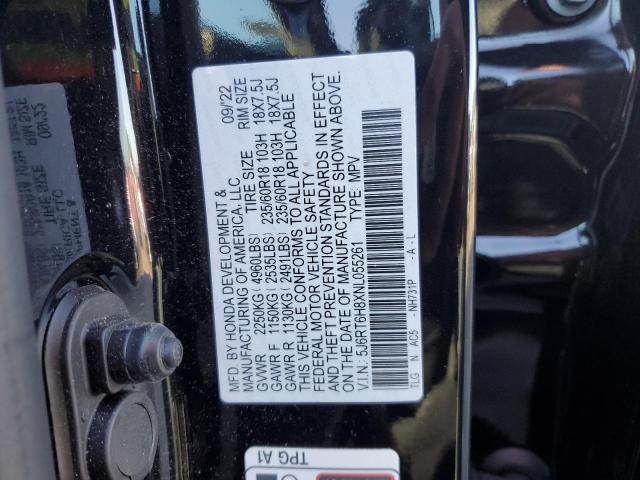 MFD. BY HONDA DEVELOPMENT & 09/22
MANUFACTURING OF AMERICA, LLC
GVWR 2250KG ( 4960LBS) TIRE SIZE RIM SIZE
GAWR F 1150KG ( 2535LBS) 235/60R18 103H 18X7.5J
GAWR R 1130KG ( 2491LBS) 235/60R18 103H 18X7.5J
THIS VEHICLE CONFORMS TO ALL APPLICABLE
FEDERAL MOTOR VEHICLE SAFETY
AND THEFT PREVENTION STANDARDS IN EFFECT
ON THE DATE OF MANUFACTURE SHOWN ABOVE.
V.I.N: 5J6RT6H8XNL055261 TYPE: MPV
TLG N AC5 -NH731P -A-L
TPG A1